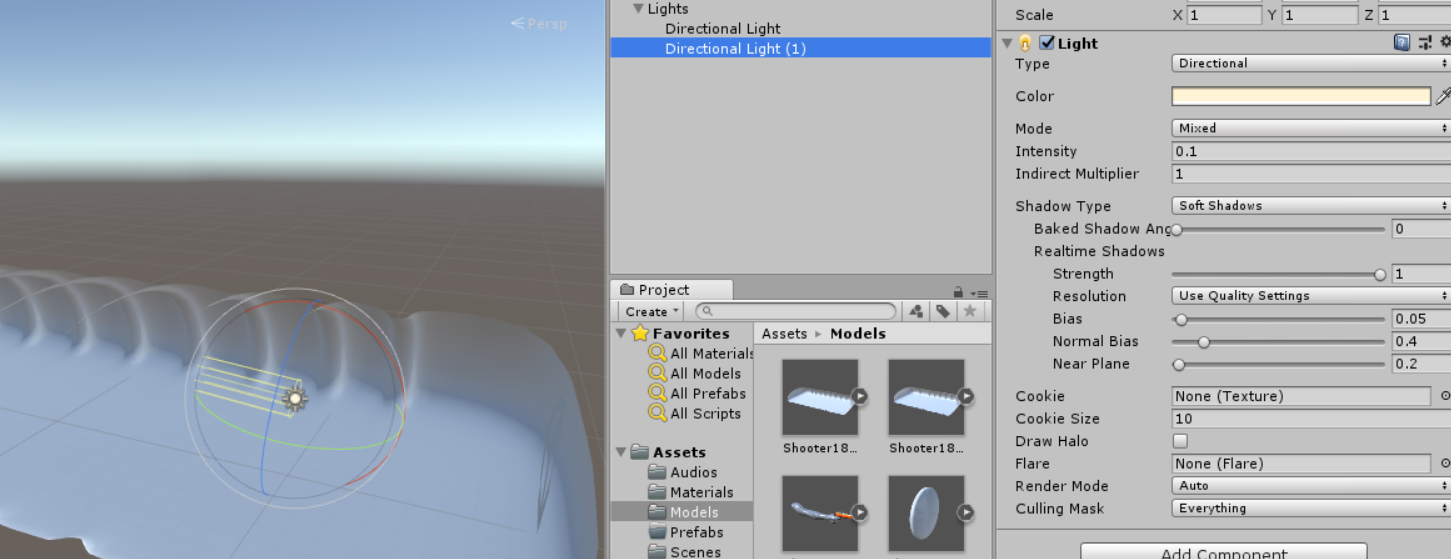 Persp
Lights
Directional Light
Directional Light (1)
Project
Create
Favorites
All Materials
All Models
All Prefabs
All Scripts
Assets
Audios
Materials
Models
Prefabs
Scenes
Assets ▸ Models
Shooter18...
Shooter18...
Scale X 1 Y 1 Z 1
Light
Type Directional
Color
Mode Mixed
Intensity 0.1
Indirect Multiplier 1
Shadow Type Soft Shadows
Baked Shadow Ang 0
Realtime Shadows
Strength 1
Resolution Use Quality Settings
Bias 0.05
Normal Bias 0.4
Near Plane 0.2
Cookie None (Texture)
Cookie Size 10
Draw Halo
Flare None (Flare)
Render Mode Auto
Culling Mask Everything
Add Component